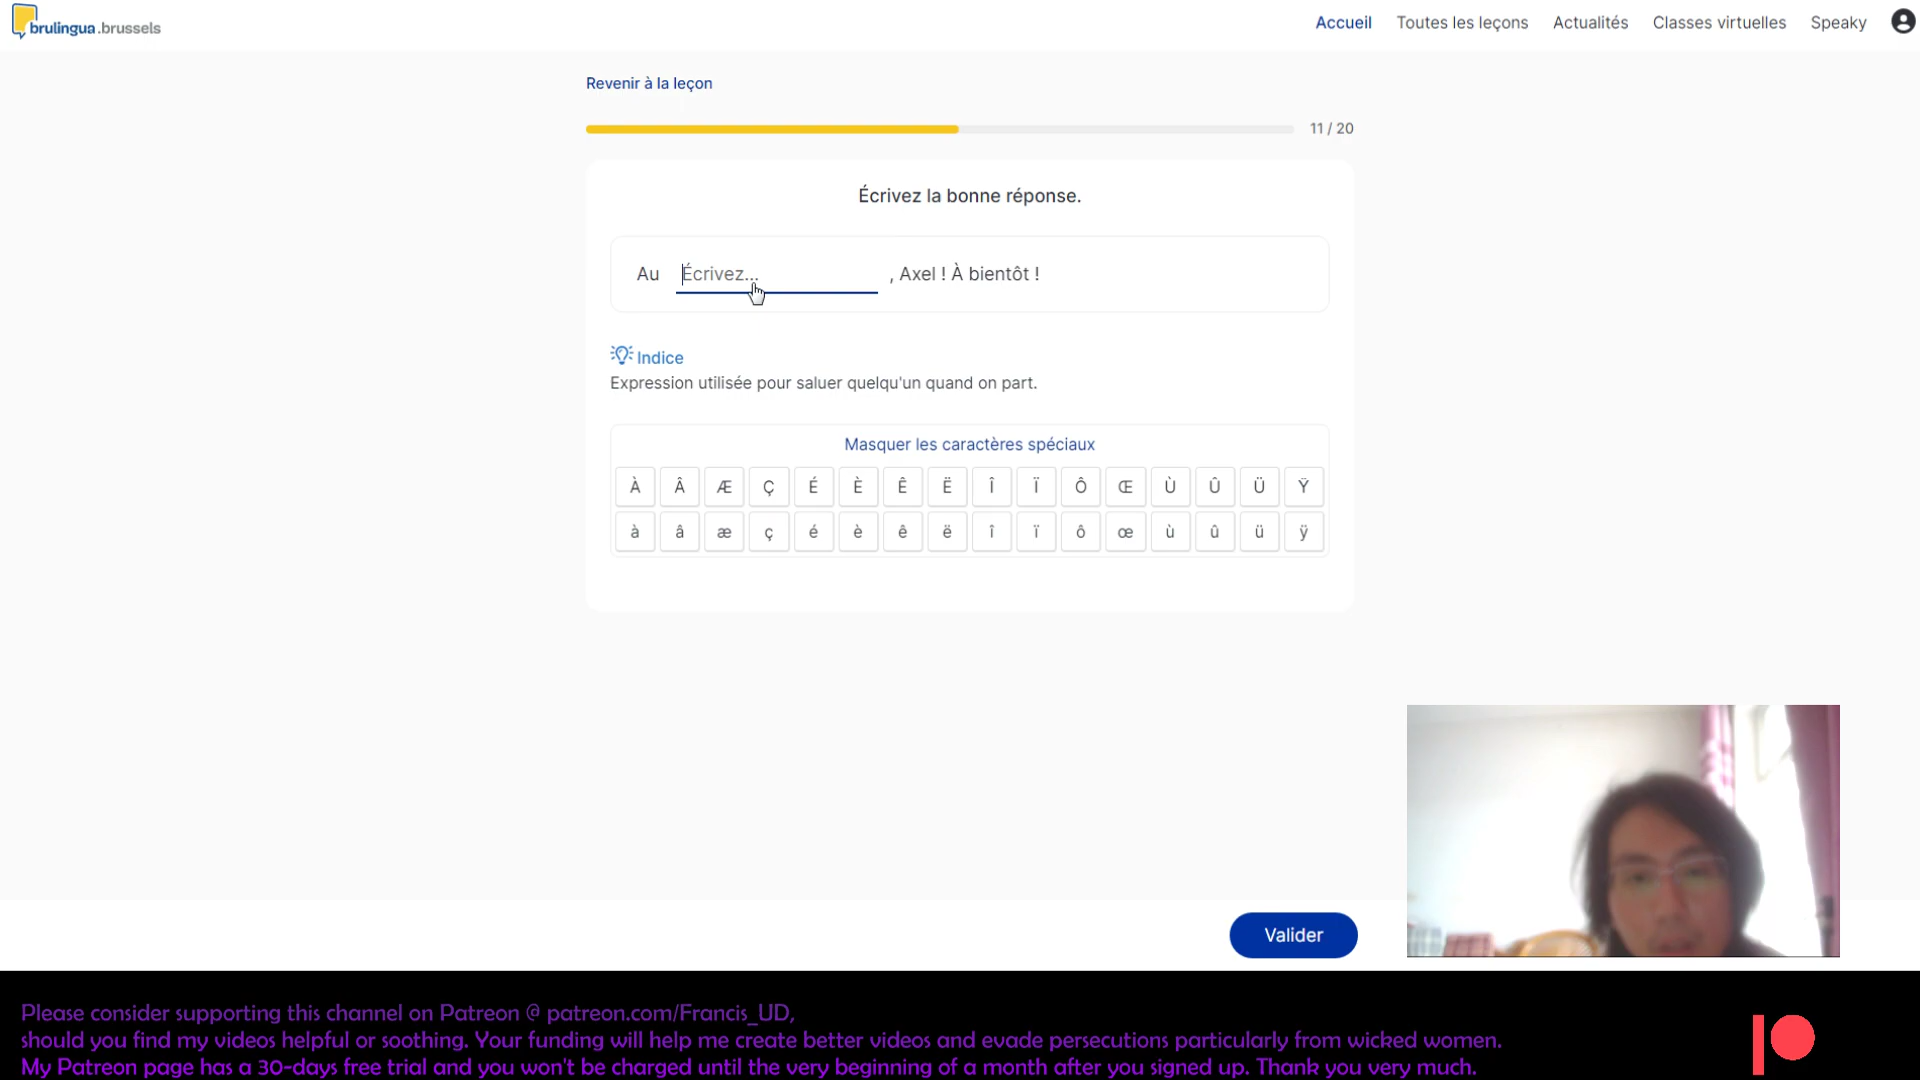 brulingua.brussels
Accueil Toutes les leçons Actualités Classes virtuelles Speaky
Revenir à la leçon
11 / 20
Écrivez la bonne réponse.
Au Écrivez... , Axel ! À bientôt !
Indice
Expression utilisée pour saluer quelqu'un quand on part.
Masquer les caractères spéciaux
À Â Æ Ç É È Ê Ë Î Ï Ô Œ Ù Û Ü Ÿ
à â æ ç é è ê ë î ï ô œ ù û ü ÿ
Valider
Please consider supporting this channel on Patreon @ patreon.com/Francis_UD,
should you find my videos helpful or soothing. Your funding will help me create better videos and evade persecutions particularly from wicked women.
My Patreon page has a 30-days free trial and you won't be charged until the very beginning of a month after you signed up. Thank you very much.